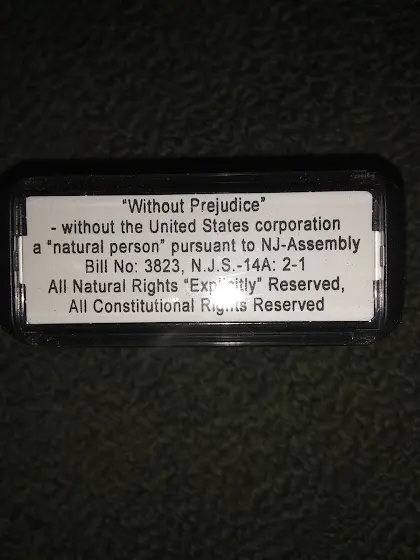 "Without Prejudice"
- without the United States corporation
a "natural person" pursuant to NJ-Assembly
Bill No: 3823, N.J.S.-14A: 2-1
All Natural Rights "Explicitly" Reserved,
All Constitutional Rights Reserved